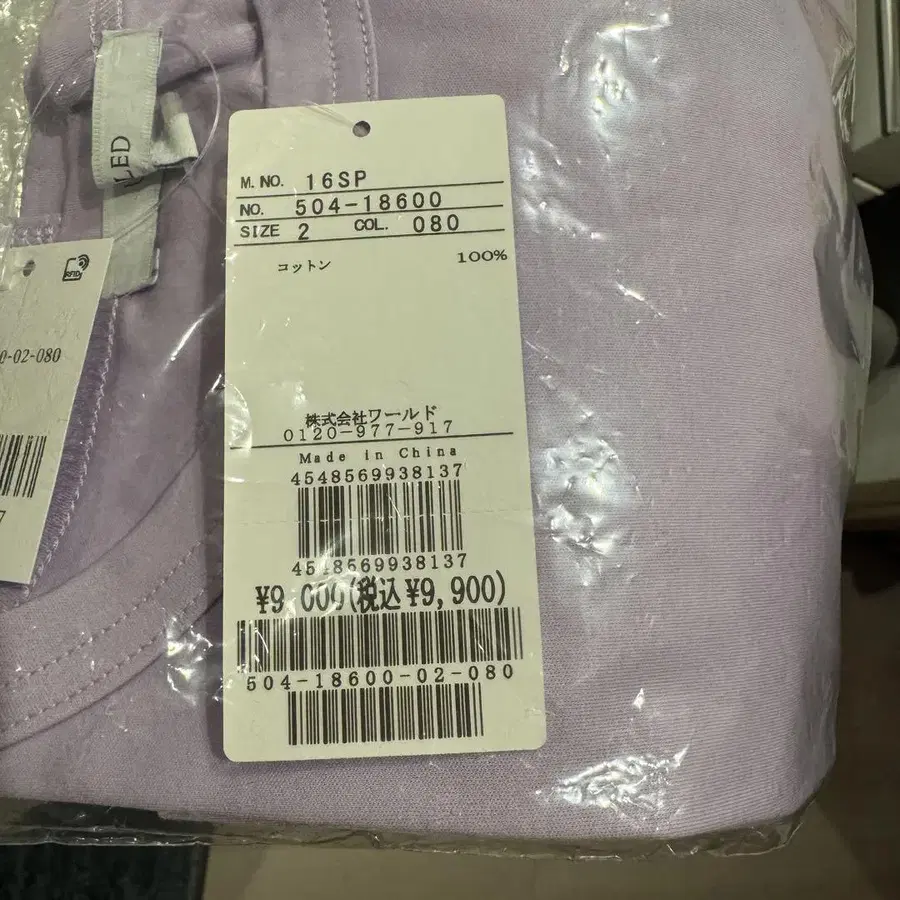 M. NO. 16SP
NO. 504-18600
SIZE 2 COL. 080
コットン 100%
株式会社ワールド
0120-977-917
Made in China
4548569938137
4548569938137
¥9,000(税込¥9,900)
504-18600-02-080
RFID
0-02-080
7
LED